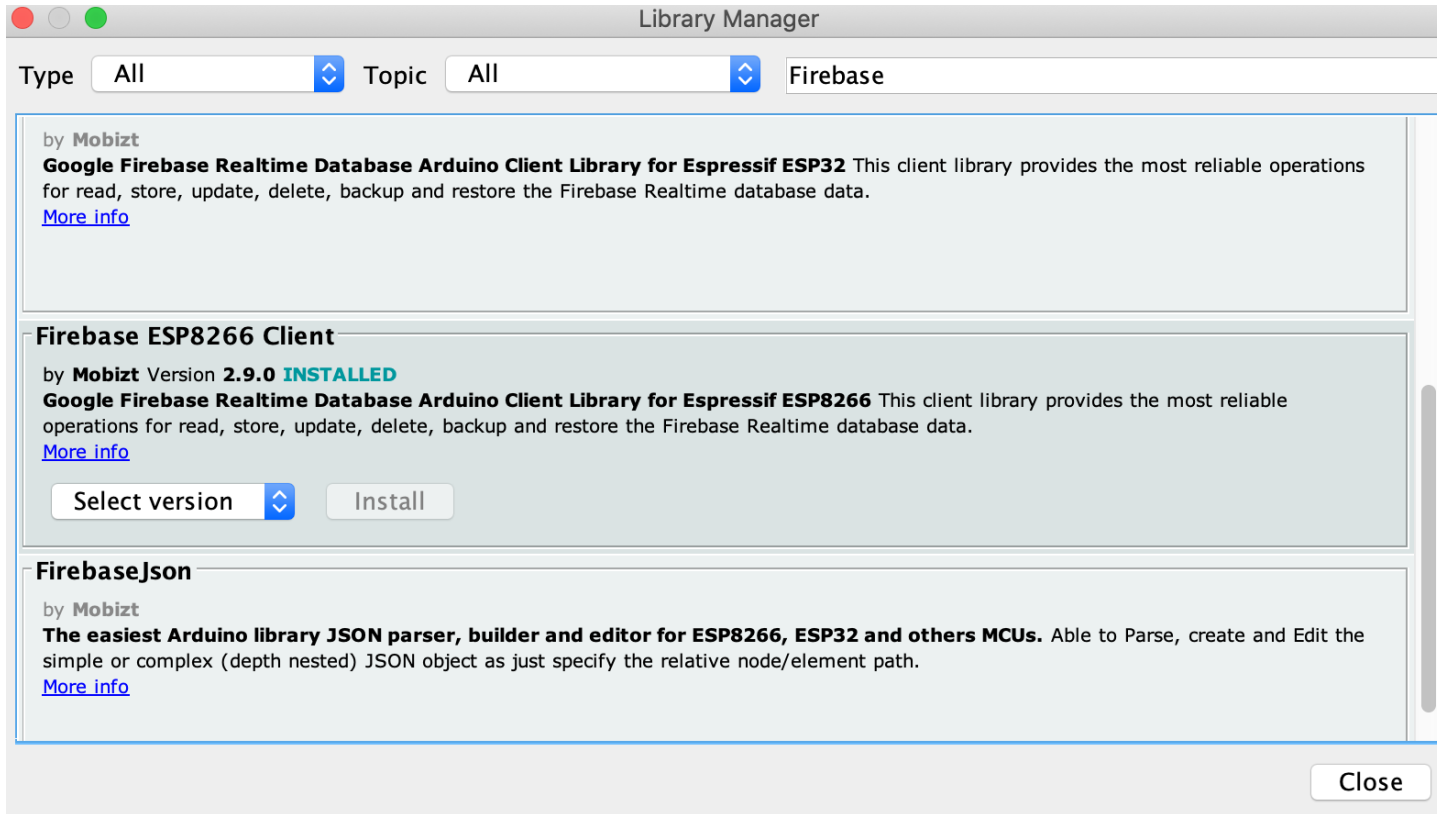 Library Manager
Type All Topic All Firebase
by Mobizt
Google Firebase Realtime Database Arduino Client Library for Espressif ESP32 This client library provides the most reliable operations
for read, store, update, delete, backup and restore the Firebase Realtime database data.
More info
Firebase ESP8266 Client
by Mobizt Version 2.9.0 INSTALLED
Google Firebase Realtime Database Arduino Client Library for Espressif ESP8266 This client library provides the most reliable
operations for read, store, update, delete, backup and restore the Firebase Realtime database data.
More info
Select version Install
FirebaseJson
by Mobizt
The easiest Arduino library JSON parser, builder and editor for ESP8266, ESP32 and others MCUs. Able to Parse, create and Edit the
simple or complex (depth nested) JSON object as just specify the relative node/element path.
More info
Close